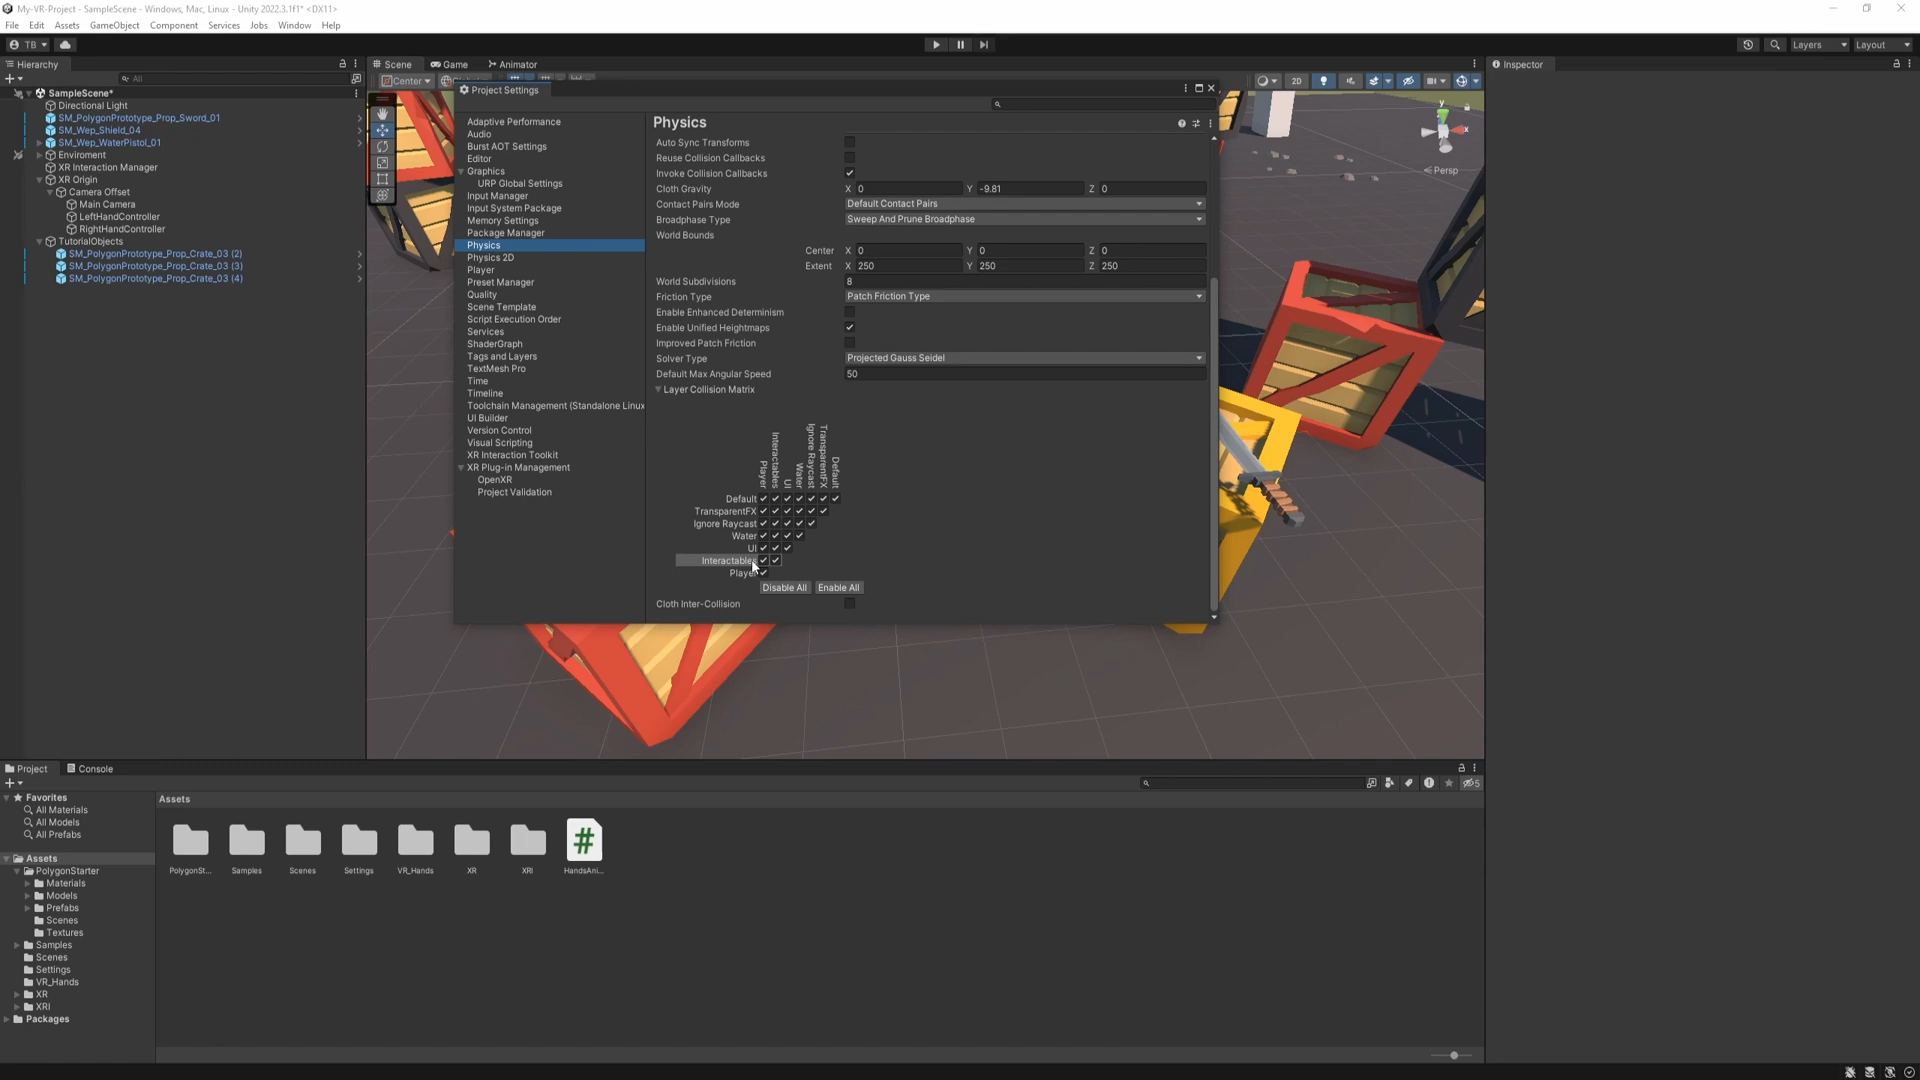 My-VR-Project - SampleScene - Windows, Mac, Linux - Unity 2022.3.1f1* <DX11>
File Edit Assets GameObject Component Services Jobs Window Help
TB Layers Layout
Hierarchy
All
SampleScene*
Directional Light
SM_PolygonPrototype_Prop_Sword_01
SM_Wep_Shield_04
SM_Wep_WaterPistol_01
Enviroment
XR Interaction Manager
XR Origin
Camera Offset
Main Camera
LeftHandController
RightHandController
TutorialObjects
SM_PolygonPrototype_Prop_Crate_03 (2)
SM_PolygonPrototype_Prop_Crate_03 (3)
SM_PolygonPrototype_Prop_Crate_03 (4)
Scene Game Animator
Center
2D
y
x
Persp
Inspector
Project Settings
Adaptive Performance
Audio
Burst AOT Settings
Editor
Graphics
URP Global Settings
Input Manager
Input System Package
Memory Settings
Package Manager
Physics
Physics 2D
Player
Preset Manager
Quality
Scene Template
Script Execution Order
Services
ShaderGraph
Tags and Layers
TextMesh Pro
Time
Timeline
Toolchain Management (Standalone Linux
UI Builder
Version Control
Visual Scripting
XR Interaction Toolkit
XR Plug-in Management
OpenXR
Project Validation
Physics
Auto Sync Transforms
Reuse Collision Callbacks
Invoke Collision Callbacks
Cloth Gravity X 0 Y -9.81 Z 0
Contact Pairs Mode Default Contact Pairs
Broadphase Type Sweep And Prune Broadphase
World Bounds
Center X 0 Y 0 Z 0
Extent X 250 Y 250 Z 250
World Subdivisions 8
Friction Type Patch Friction Type
Enable Enhanced Determinism
Enable Unified Heightmaps
Improved Patch Friction
Solver Type Projected Gauss Seidel
Default Max Angular Speed 50
Layer Collision Matrix
Player Interactables UI Water Ignore Raycast TransparentFX Default
Default
TransparentFX
Ignore Raycast
Water
UI
Interactables
Player
Disable All Enable All
Cloth Inter-Collision
Project Console
5
Favorites
All Materials
All Models
All Prefabs
Assets
PolygonStarter
Materials
Models
Prefabs
Scenes
Textures
Samples
Scenes
Settings
VR_Hands
XR
XRI
Packages
Assets
PolygonSt... Samples Scenes Settings VR_Hands XR XRI HandsAni...